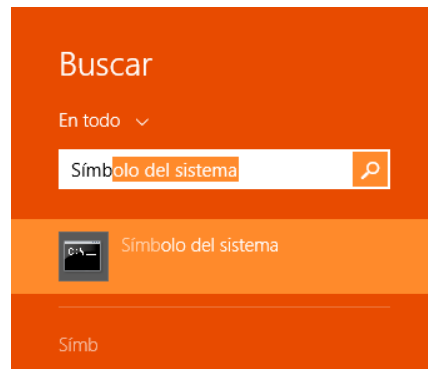 Buscar
En todo
Símbolo del sistema
C:\_
Símbolo del sistema
Símb